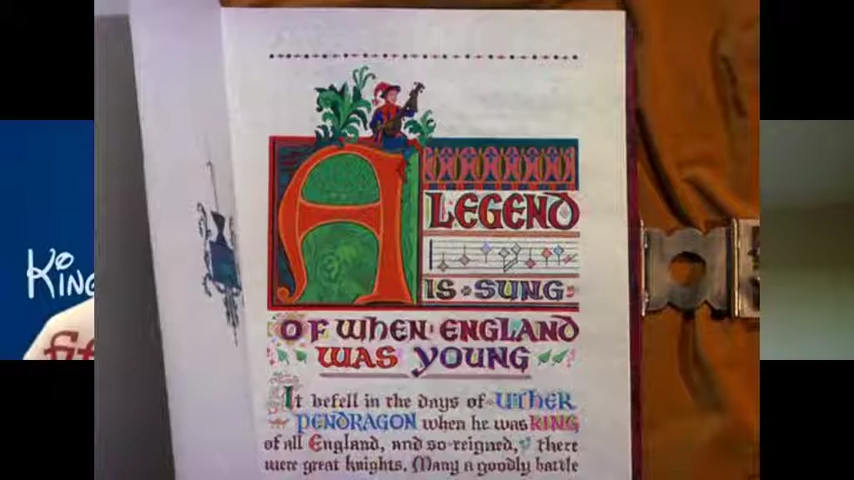 A LEGEND
IS SUNG
OF WHEN ENGLAND
WAS YOUNG
It befell in the days of UTHER
PENDRAGON when he was KING
of all England, and so reigned, there
were great knights. Many a goodly battle